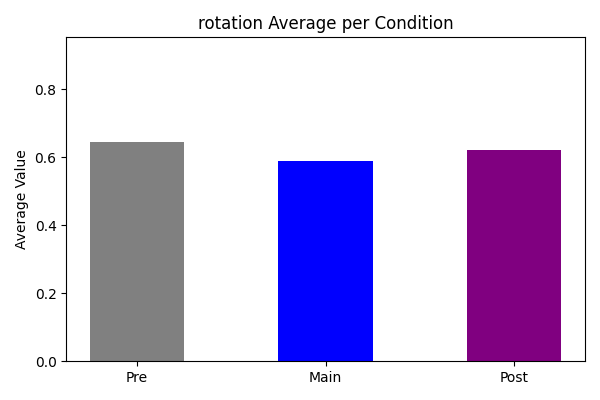 rotation Average per Condition
Average Value
0.8
0.6
0.4
0.2
0.0
Pre
Main
Post